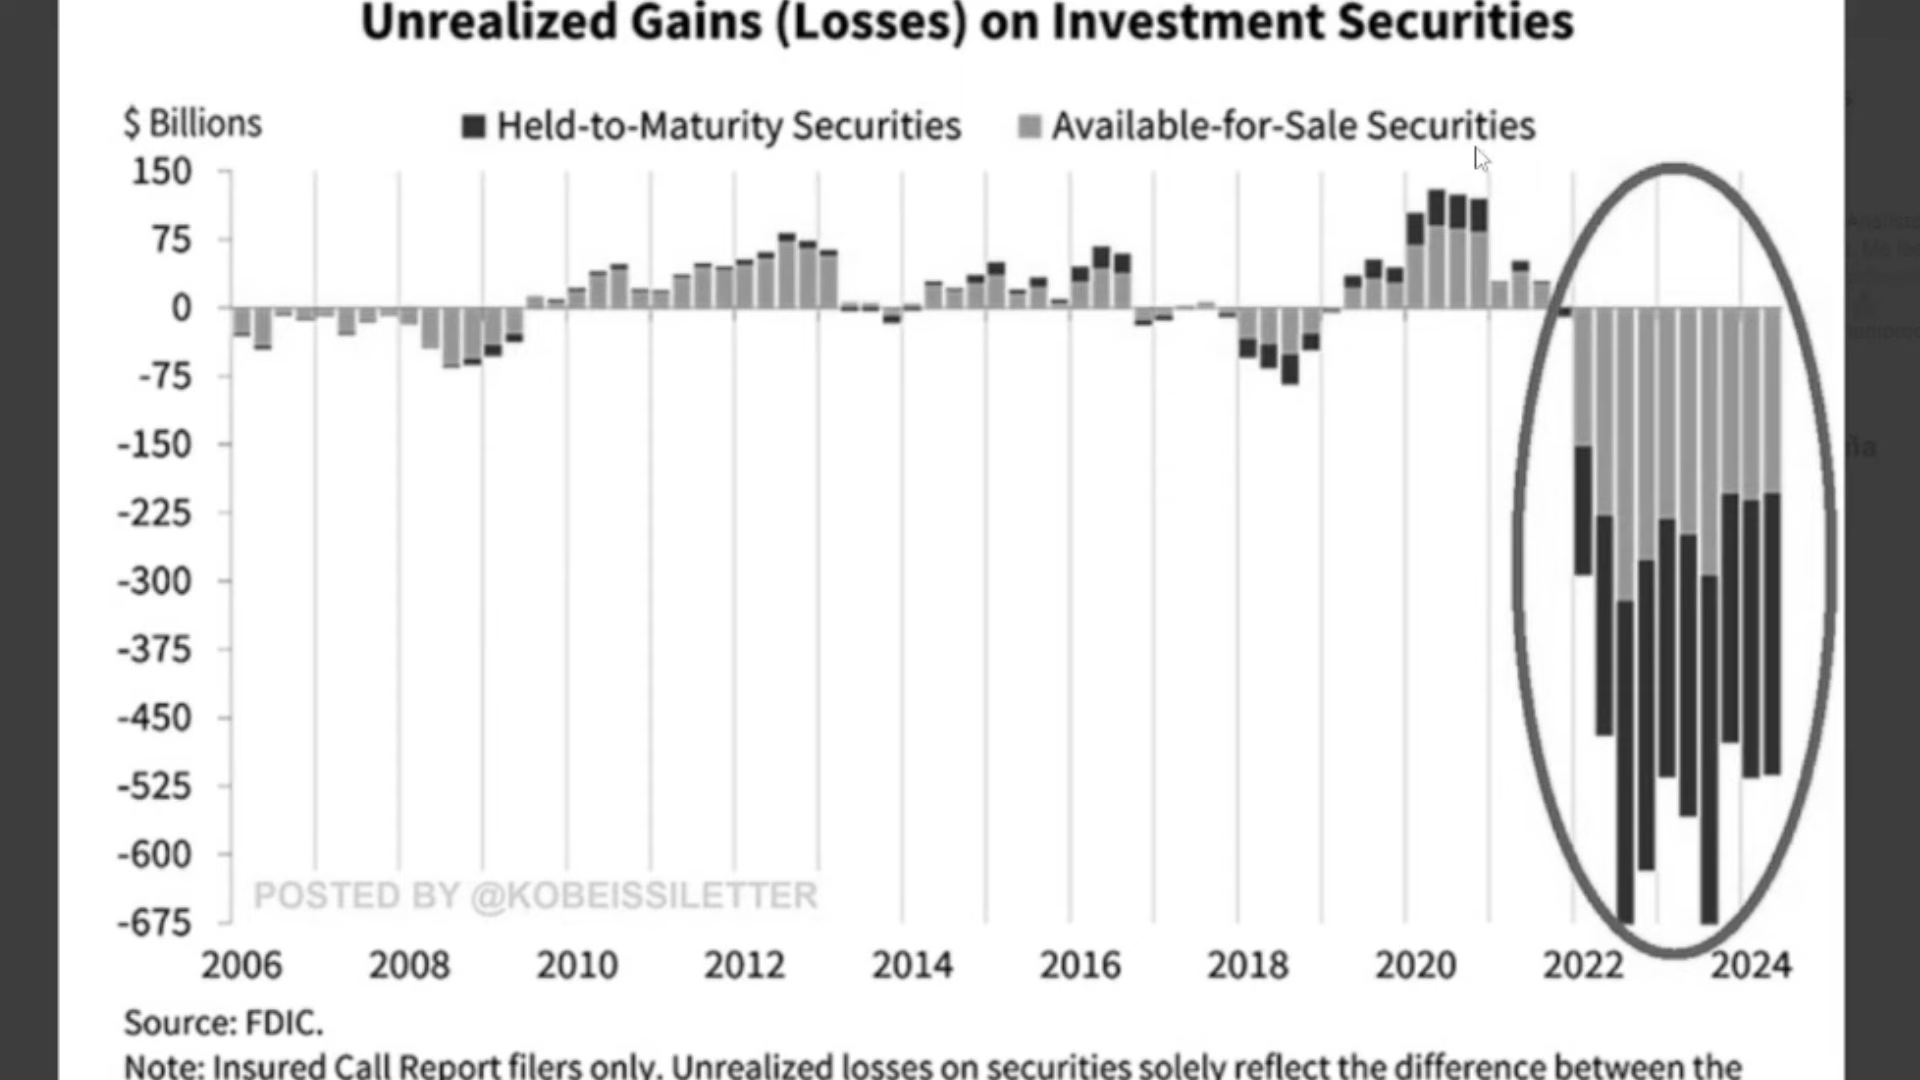 Unrealized Gains (Losses) on Investment Securities
$ Billions
Held-to-Maturity Securities
Available-for-Sale Securities
150
75
0
-75
-150
-225
-300
-375
-450
-525
-600
-675
POSTED BY @KOBEISSILETTER
2006 2008 2010 2012 2014 2016 2018 2020 2022 2024
Source: FDIC.
Note: Insured Call Report filers only. Unrealized losses on securities solely reflect the difference between the